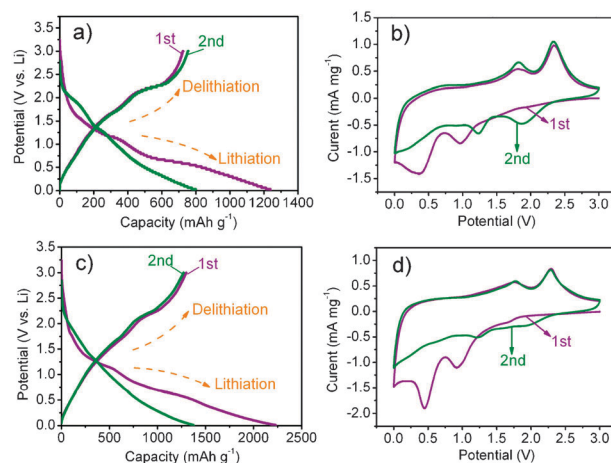 a)
1st
2nd
Delithiation
Lithiation
Potential (V vs. Li)
3.5
3.0
2.5
2.0
1.5
1.0
0.5
0.0
0 200 400 600 800 1000 1200 1400
Capacity (mAh g⁻¹)
b)
1st
2nd
Curent (mA mg⁻¹)
1.5
1.0
0.5
0.0
-0.5
-1.0
-1.5
0.0 0.5 1.0 1.5 2.0 2.5 3.0
Potential (V)
c)
2nd
1st
Delithiation
Lithiation
Potential (V vs. Li)
3.5
3.0
2.5
2.0
1.5
1.0
0.5
0.0
0 500 1000 1500 2000 2500
Capacity (mAh g⁻¹)
d)
1st
2nd
Curent (mA mg⁻¹)
1.0
0.5
0.0
-0.5
-1.0
-1.5
-2.0
0.0 0.5 1.0 1.5 2.0 2.5 3.0
Potential (V)